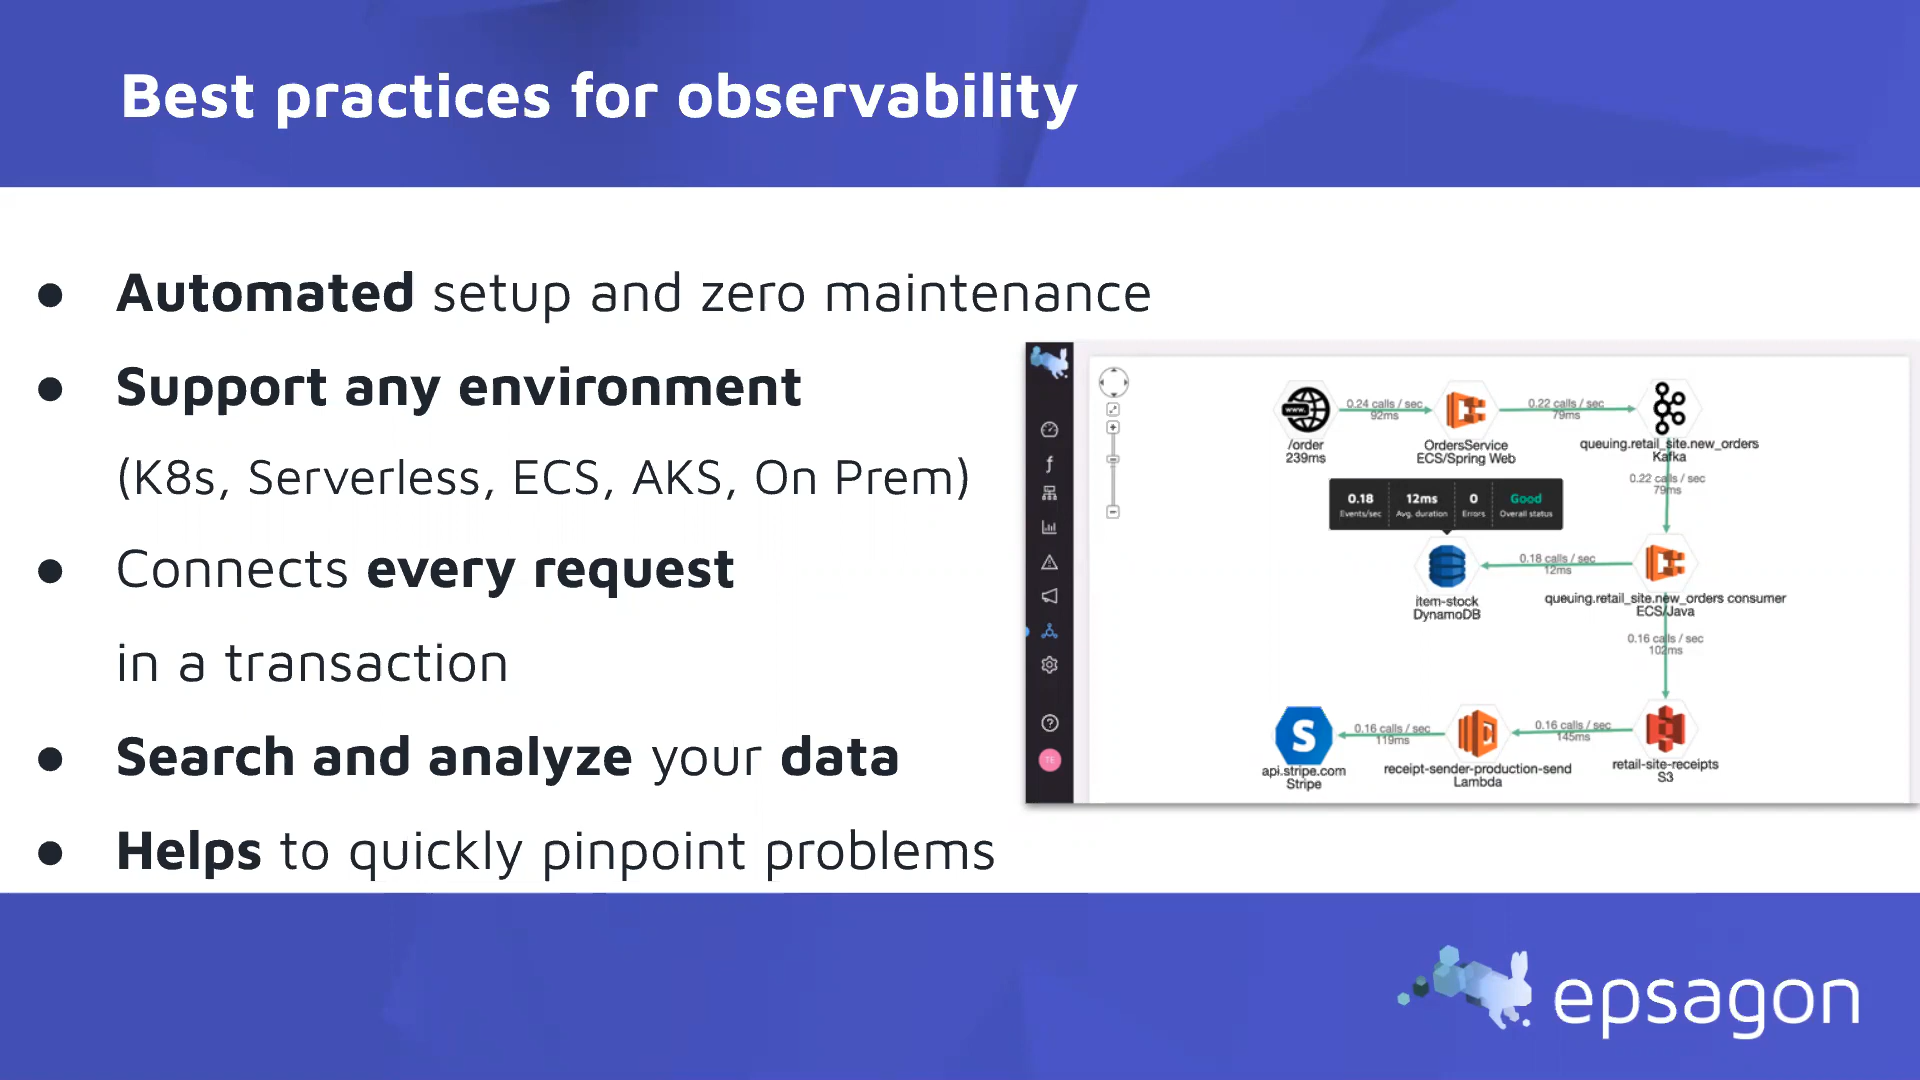 Best practices for observability
● Automated setup and zero maintenance
● Support any environment
(K8s, Serverless, ECS, AKS, On Prem)
● Connects every request
in a transaction
● Search and analyze your data
● Helps to quickly pinpoint problems
www.
/order
239ms
0.24 calls / sec
92ms
OrdersService
ECS/Spring Web
0.22 calls / sec
79ms
queuing.retail_site.new_orders
Kafka
0.22 calls / sec
79ms
0.18
Events/sec
12ms
Avg. duration
0
Errors
Good
Overall status
item-stock
DynamoDB
0.18 calls / sec
12ms
queuing.retail_site.new_orders consumer
ECS/Java
0.16 calls / sec
102ms
S
api.stripe.com
Stripe
0.16 calls / sec
119ms
receipt-sender-production-send
Lambda
0.16 calls / sec
145ms
retail-site-receipts
S3
TE
epsagon